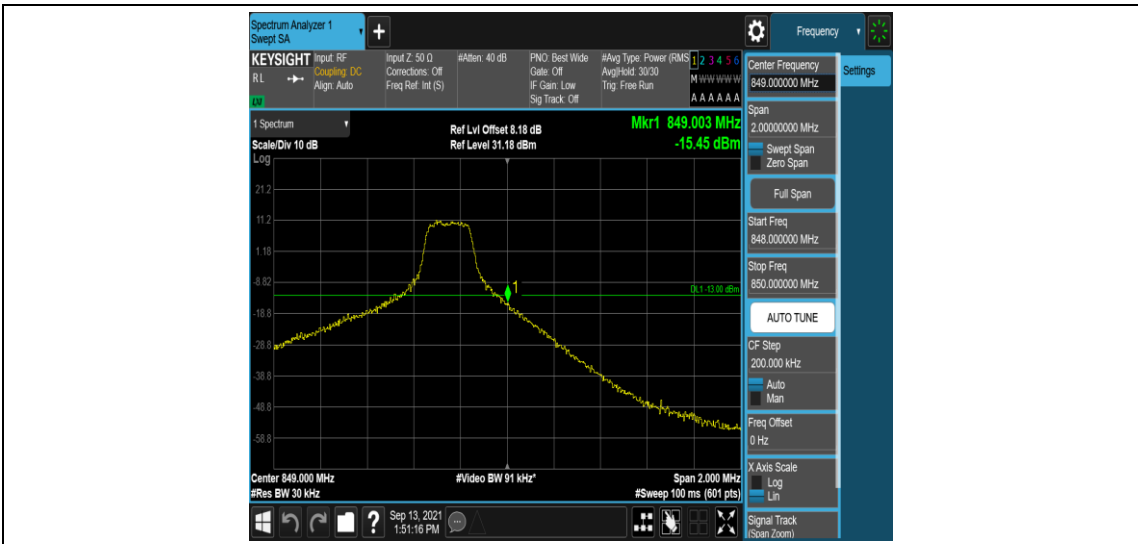 Spectrum Analyzer 1
Swept SA
+
Frequency
KEYSIGHT
RL
LXI
Input: RF
Coupling: DC
Align: Auto
Input Z: 50 Ω
Corrections: Off
Freq Ref: Int (S)
#Atten: 40 dB
PNO: Best Wide
Gate: Off
IF Gain: Low
Sig Track: Off
#Avg Type: Power (RMS
Avg|Hold: 30/30
Trig: Free Run
1 2 3 4 5 6
M W W W W W
A A A A A A
1 Spectrum
Scale/Div 10 dB
Log
Ref Lvl Offset 8.18 dB
Ref Level 31.18 dBm
Mkr1 849.003 MHz
-15.45 dBm
21.2
11.2
1.18
-8.82
-18.8
-28.8
-38.8
-48.8
-58.8
1
DL1 -13.00 dBm
Center 849.000 MHz
#Res BW 30 kHz
#Video BW 91 kHz*
Span 2.000 MHz
#Sweep 100 ms (601 pts)
?
Sep 13, 2021
1:51:16 PM
Center Frequency
849.000000 MHz
Settings
Span
2.00000000 MHz
Swept Span
Zero Span
Full Span
Start Freq
848.000000 MHz
Stop Freq
850.000000 MHz
AUTO TUNE
CF Step
200.000 kHz
Auto
Man
Freq Offset
0 Hz
X Axis Scale
Log
Lin
Signal Track
(Span Zoom)